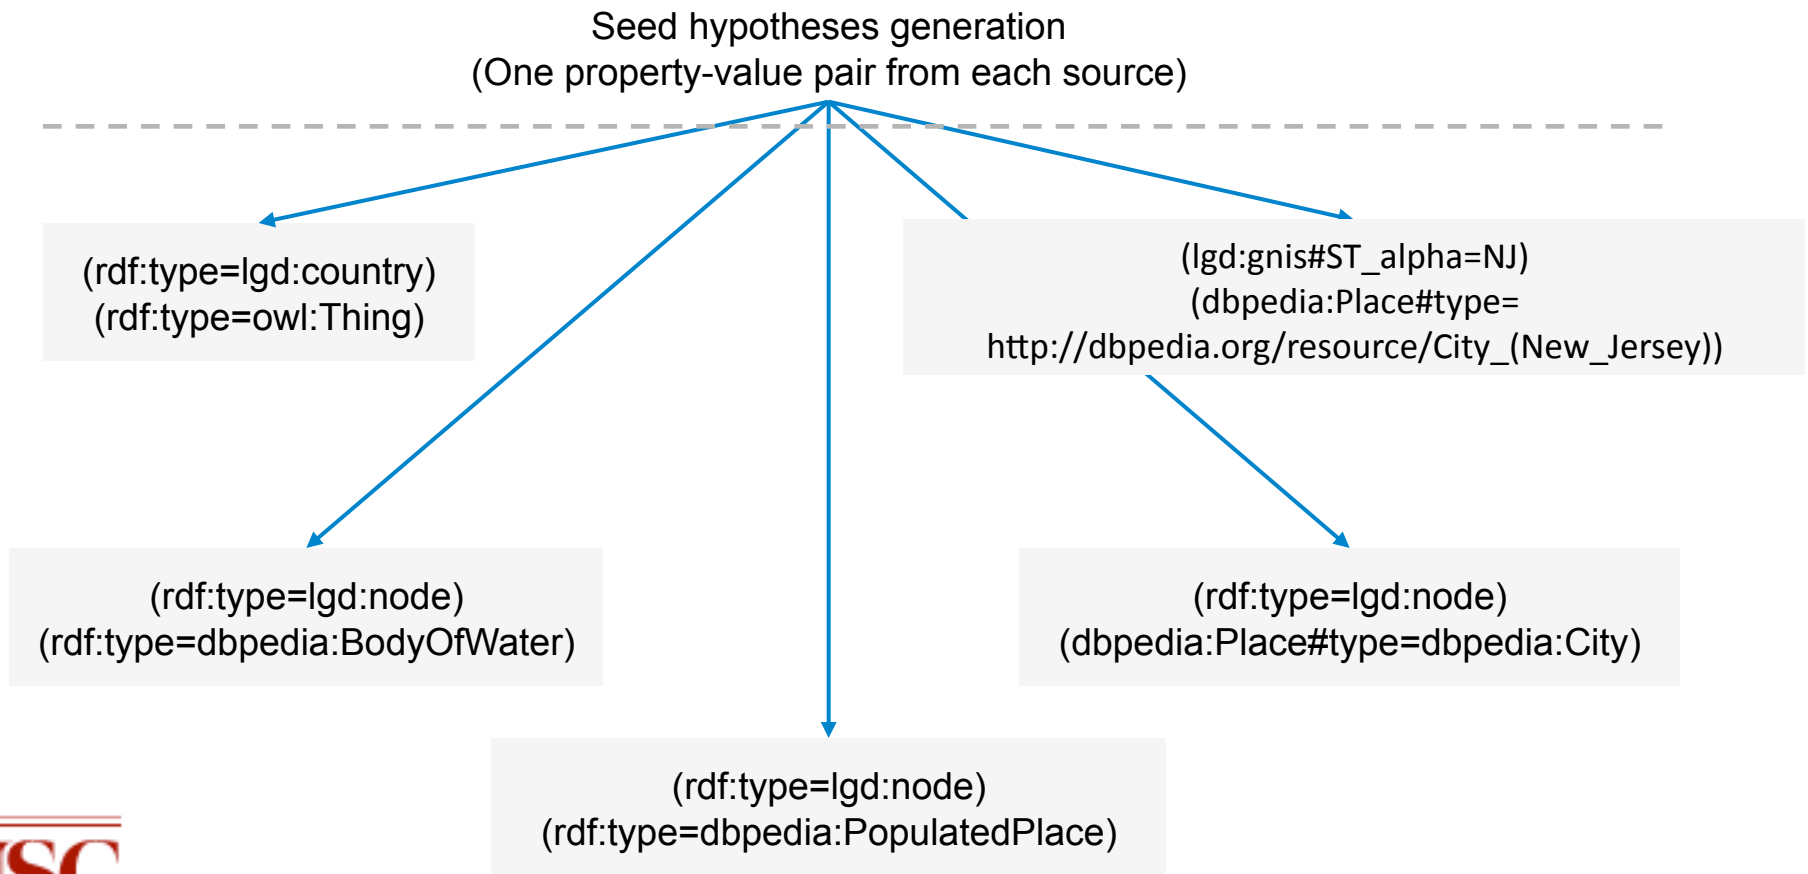 Seed hypotheses generation
(One property-value pair from each source)
(rdf:type=lgd:country)
(rdf:type=owl:Thing)
(lgd:gnis#ST_alpha=NJ)
(dbpedia:Place#type=
http://dbpedia.org/resource/City_(New_Jersey))
(rdf:type=lgd:node)
(rdf:type=dbpedia:BodyOfWater)
(rdf:type=lgd:node)
(dbpedia:Place#type=dbpedia:City)
(rdf:type=lgd:node)
(rdf:type=dbpedia:PopulatedPlace)